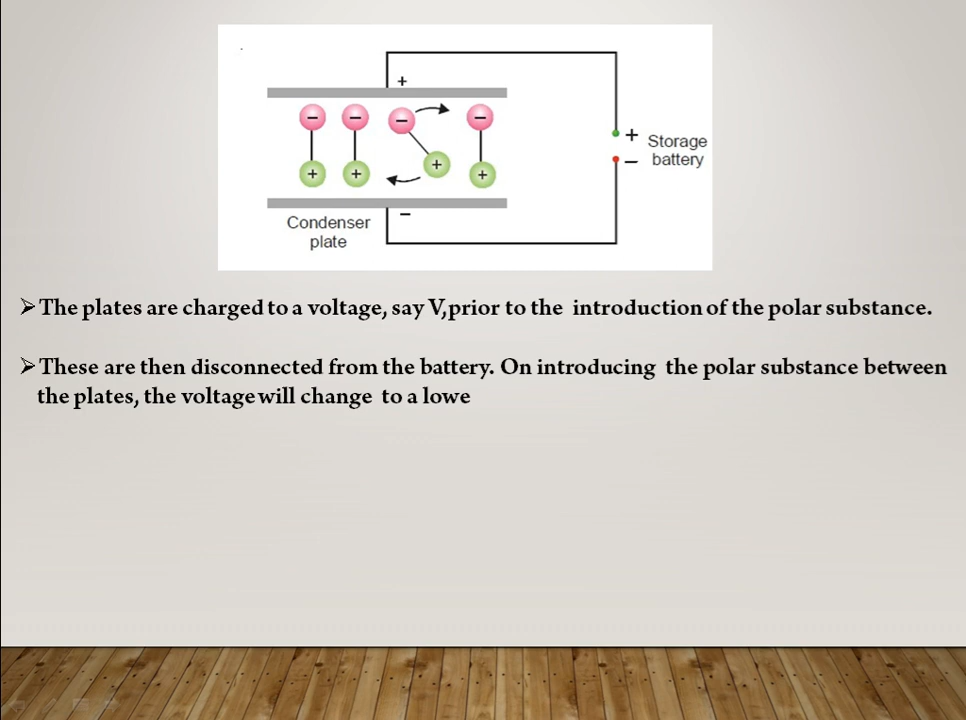 +
− − − −
+ Storage
− battery
+ + + +
Condenser −
plate
➢The plates are charged to a voltage, say V,prior to the introduction of the polar substance.
➢These are then disconnected from the battery. On introducing the polar substance between
the plates, the voltage will change to a lowe